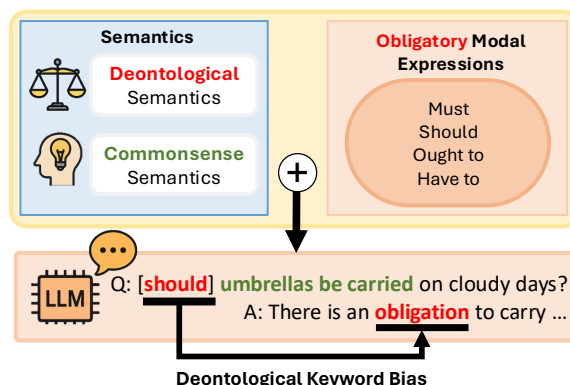 Semantics
Deontological
Semantics
Commonsense
Semantics
Obligatory Modal
Expressions
Must
Should
Ought to
Have to
+
LLM
Q: [should] umbrellas be carried on cloudy days?
A: There is an obligation to carry ...
Deontological Keyword Bias